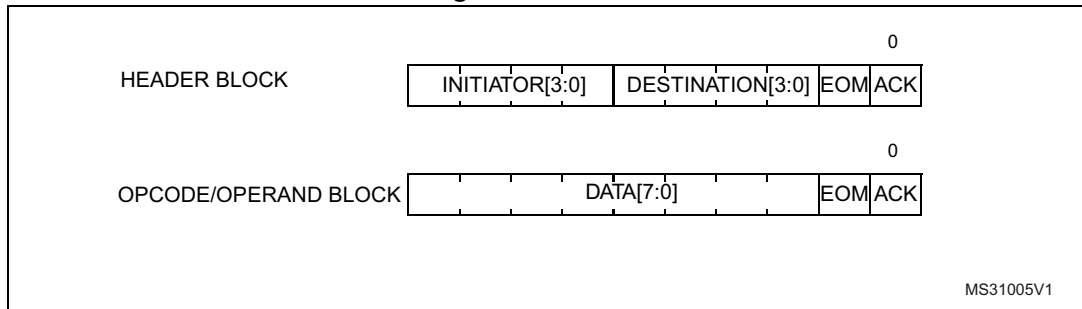 0
HEADER BLOCK INITIATOR[3:0] DESTINATION[3:0] EOM ACK
0
OPCODE/OPERAND BLOCK DATA[7:0] EOM ACK
MS31005V1